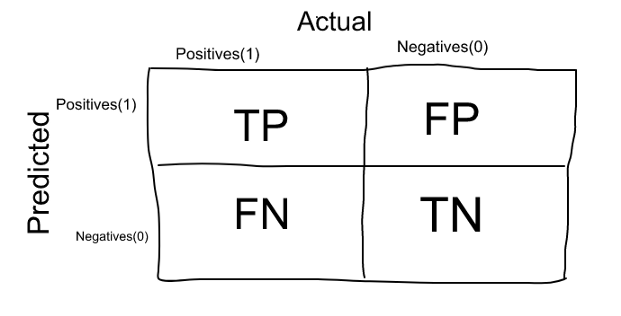 Actual
Positives(1)
Negatives(0)
Predicted
Positives(1)
TP
FP
Negatives(0)
FN
TN